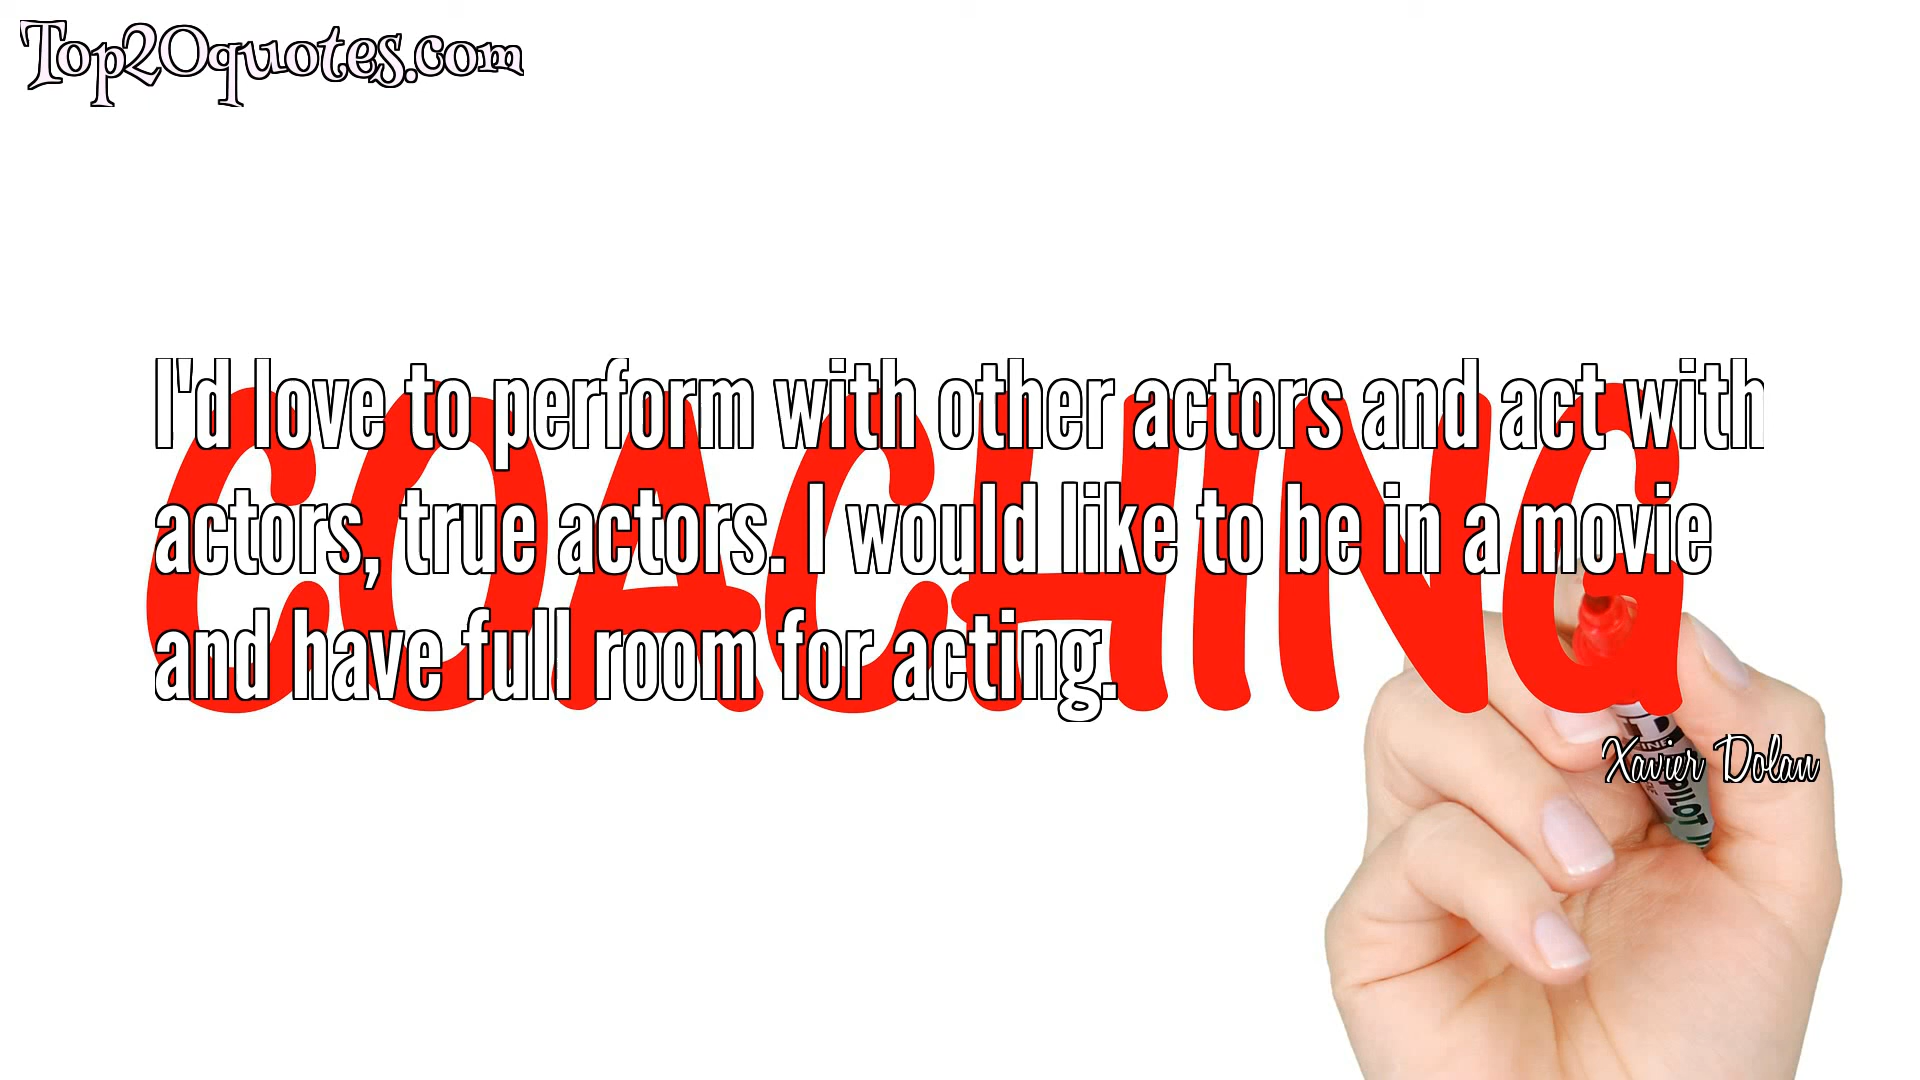 Top20quotes.com
I'd love to perform with other actors and act with
actors, true actors. I would like to be in a movie
and have full room for acting.
COACHING
Xavier Dolan
PILOT